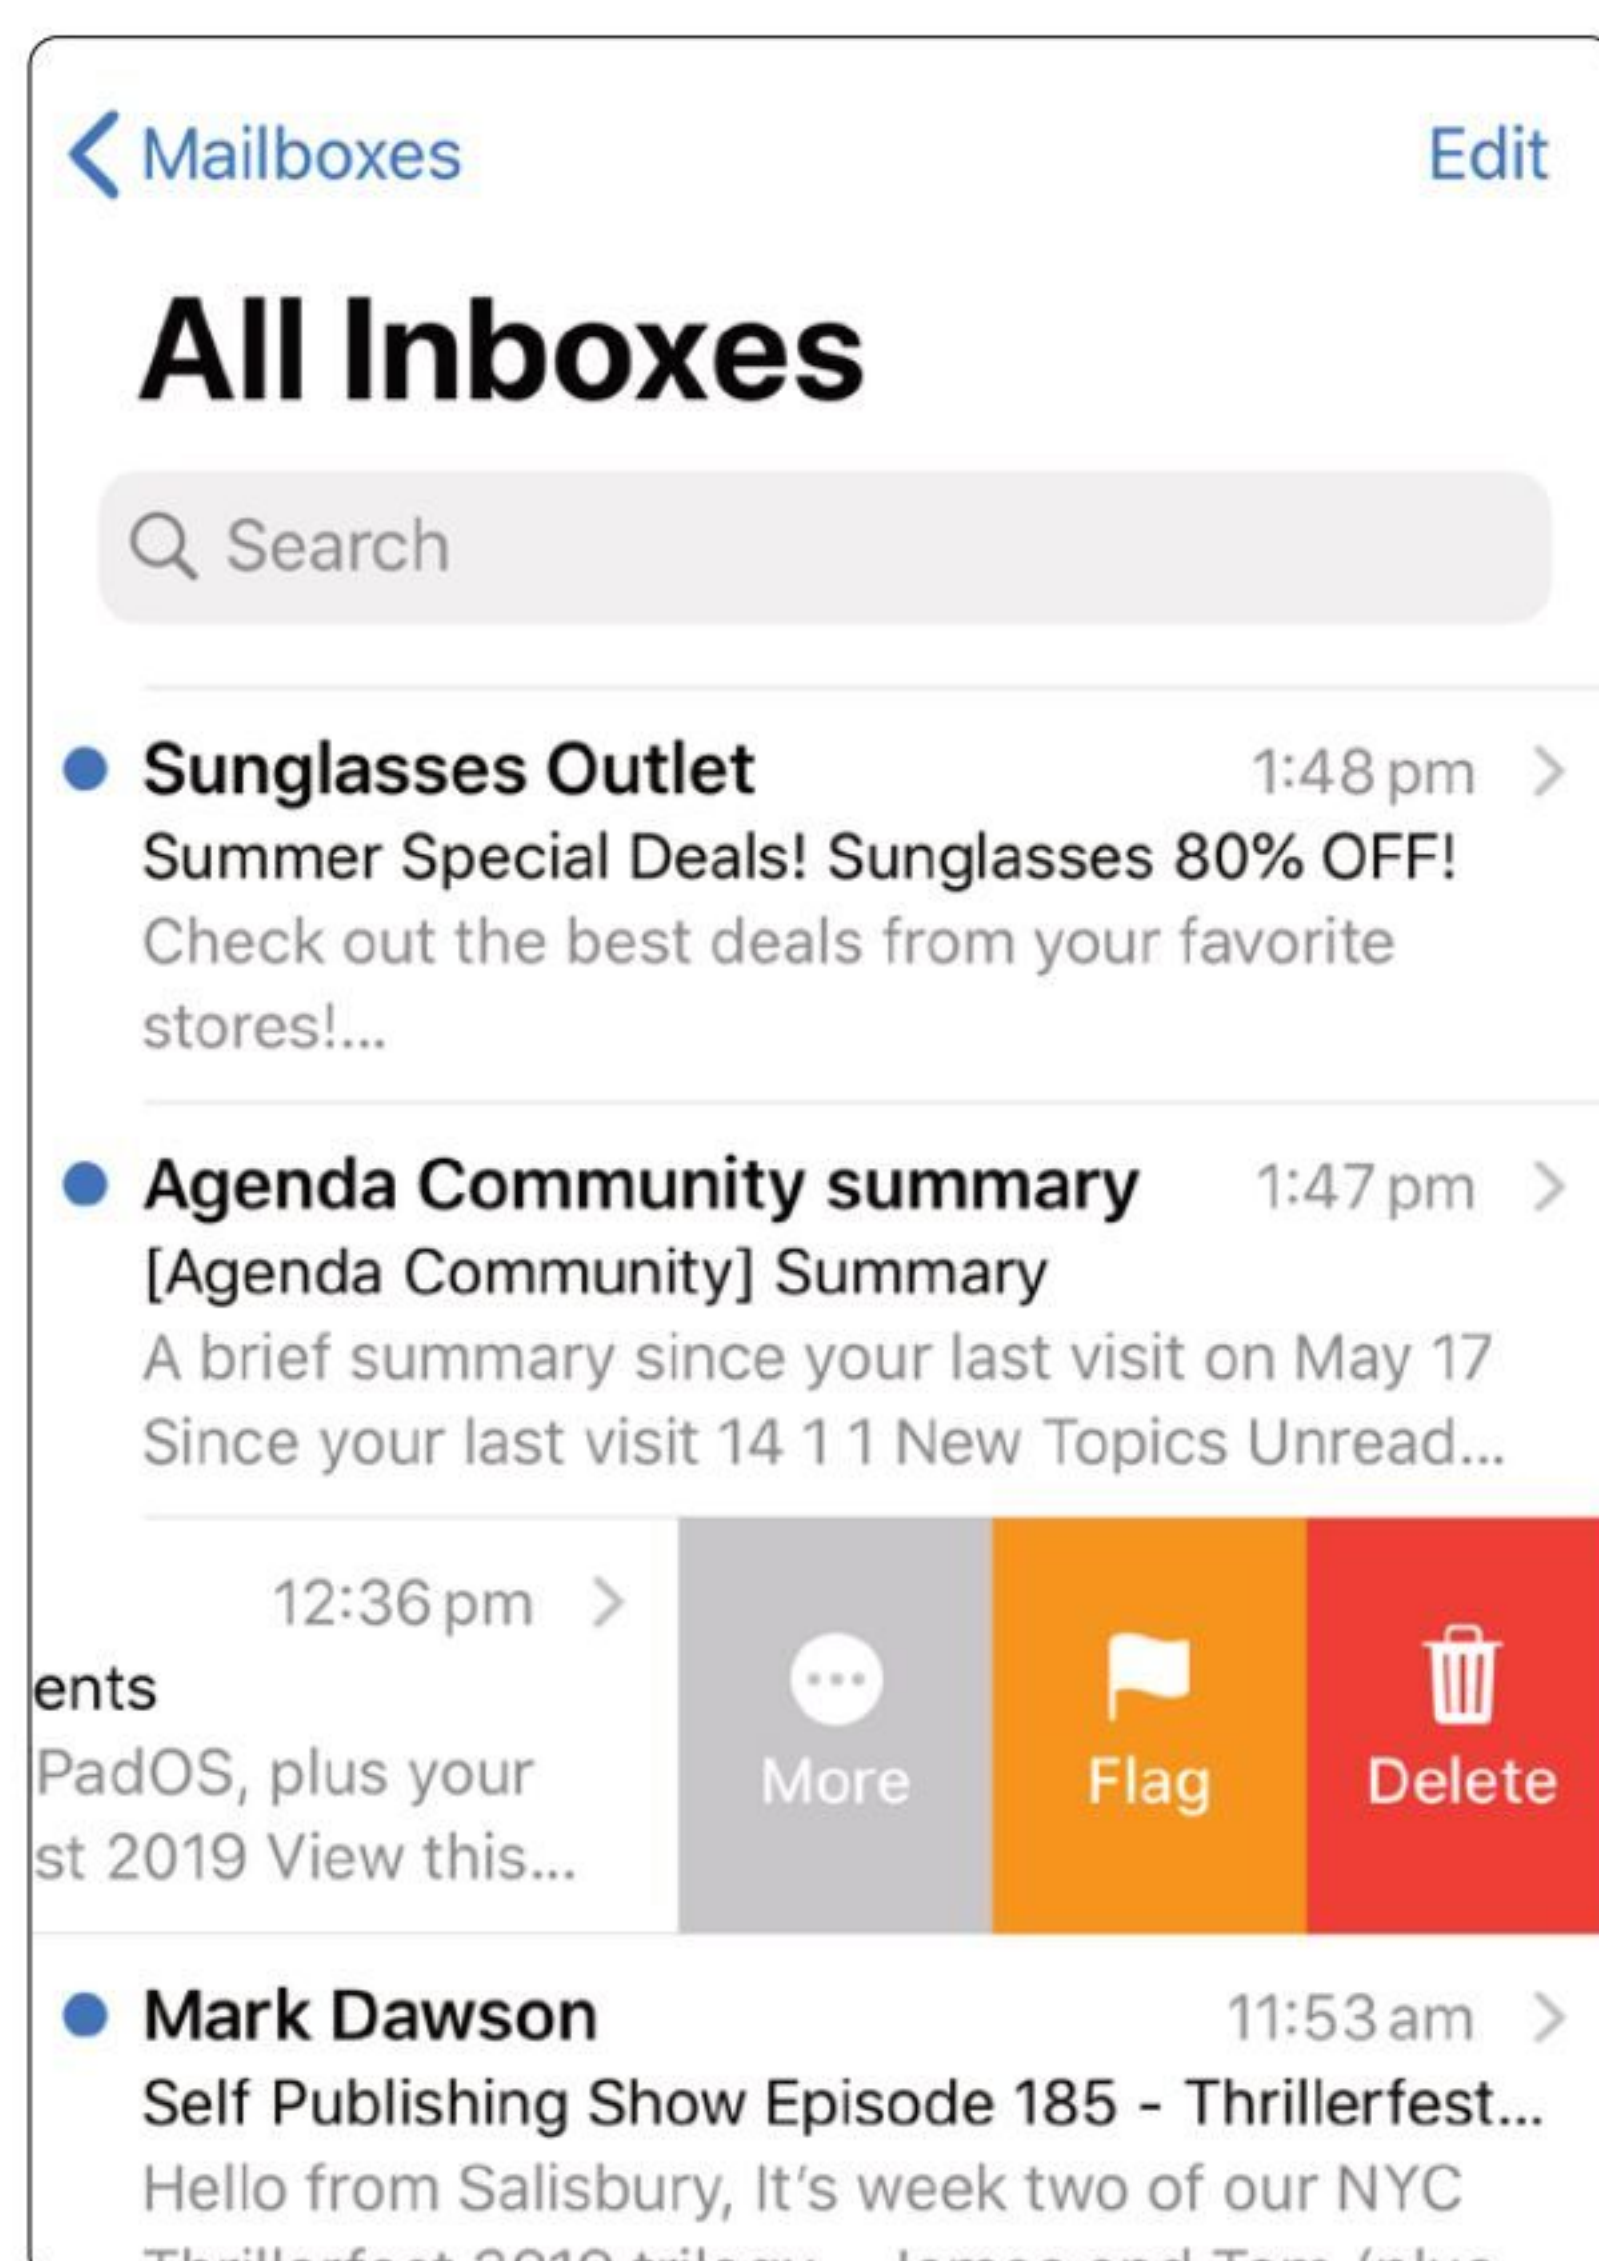 Mailboxes
Edit
All Inboxes
Search
Sunglasses Outlet 1:48 pm
Summer Special Deals! Sunglasses 80% OFF!
Check out the best deals from your favorite
stores!...
Agenda Community summary 1:47 pm
[Agenda Community] Summary
A brief summary since your last visit on May 17
Since your last visit 14 1 1 New Topics Unread...
12:36 pm
ents
PadOS, plus your
st 2019 View this...
More
Flag
Delete
Mark Dawson 11:53 am
Self Publishing Show Episode 185 - Thrillerfest...
Hello from Salisbury, It's week two of our NYC